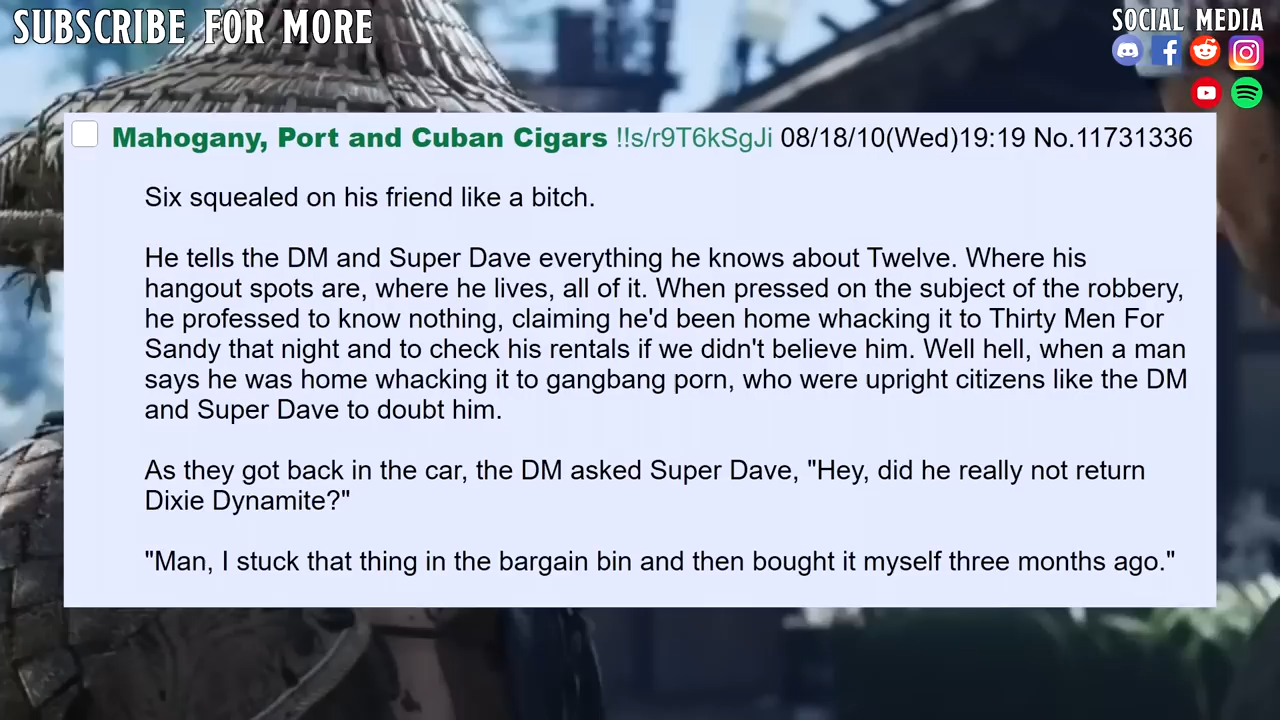 SUBSCRIBE FOR MORE
SOCIAL MEDIA
Mahogany, Port and Cuban Cigars !!s/r9T6kSgJi 08/18/10(Wed)19:19 No.11731336
Six squealed on his friend like a bitch.
He tells the DM and Super Dave everything he knows about Twelve. Where his
hangout spots are, where he lives, all of it. When pressed on the subject of the robbery,
he professed to know nothing, claiming he'd been home whacking it to Thirty Men For
Sandy that night and to check his rentals if we didn't believe him. Well hell, when a man
says he was home whacking it to gangbang porn, who were upright citizens like the DM
and Super Dave to doubt him.
As they got back in the car, the DM asked Super Dave, "Hey, did he really not return
Dixie Dynamite?"
"Man, I stuck that thing in the bargain bin and then bought it myself three months ago."